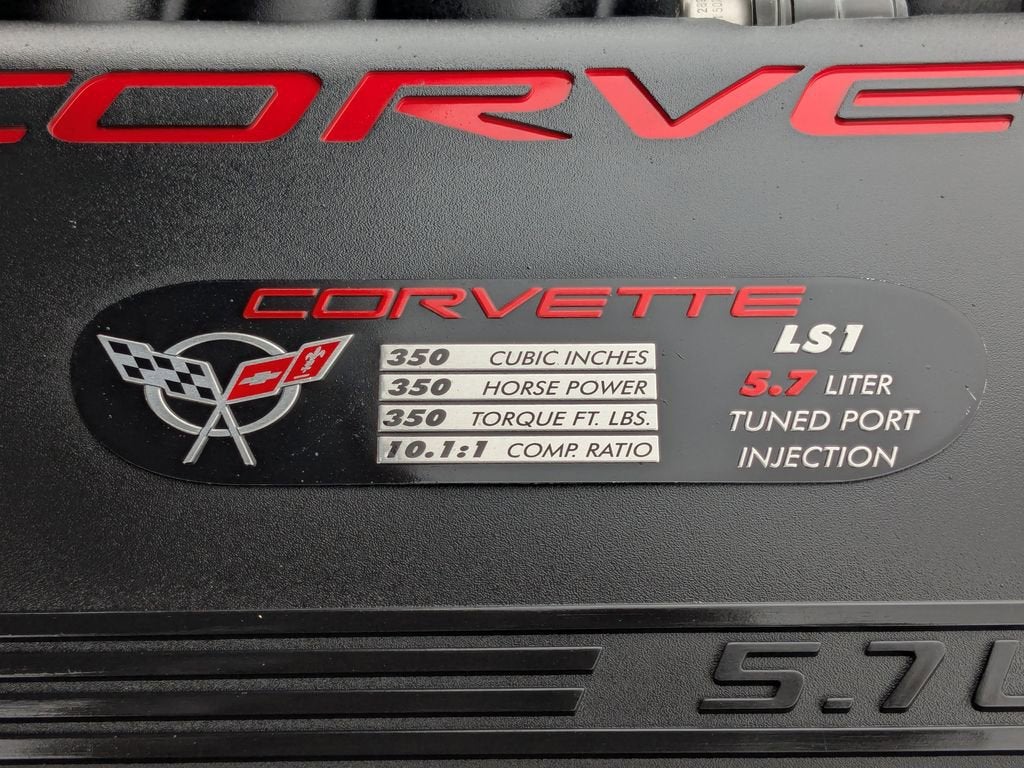 CORVE
CORVETTE
350 CUBIC INCHES
350 HORSE POWER
350 TORQUE FT. LBS.
10.1:1 COMP. RATIO
LS1
5.7 LITER
TUNED PORT
INJECTION
5.7L